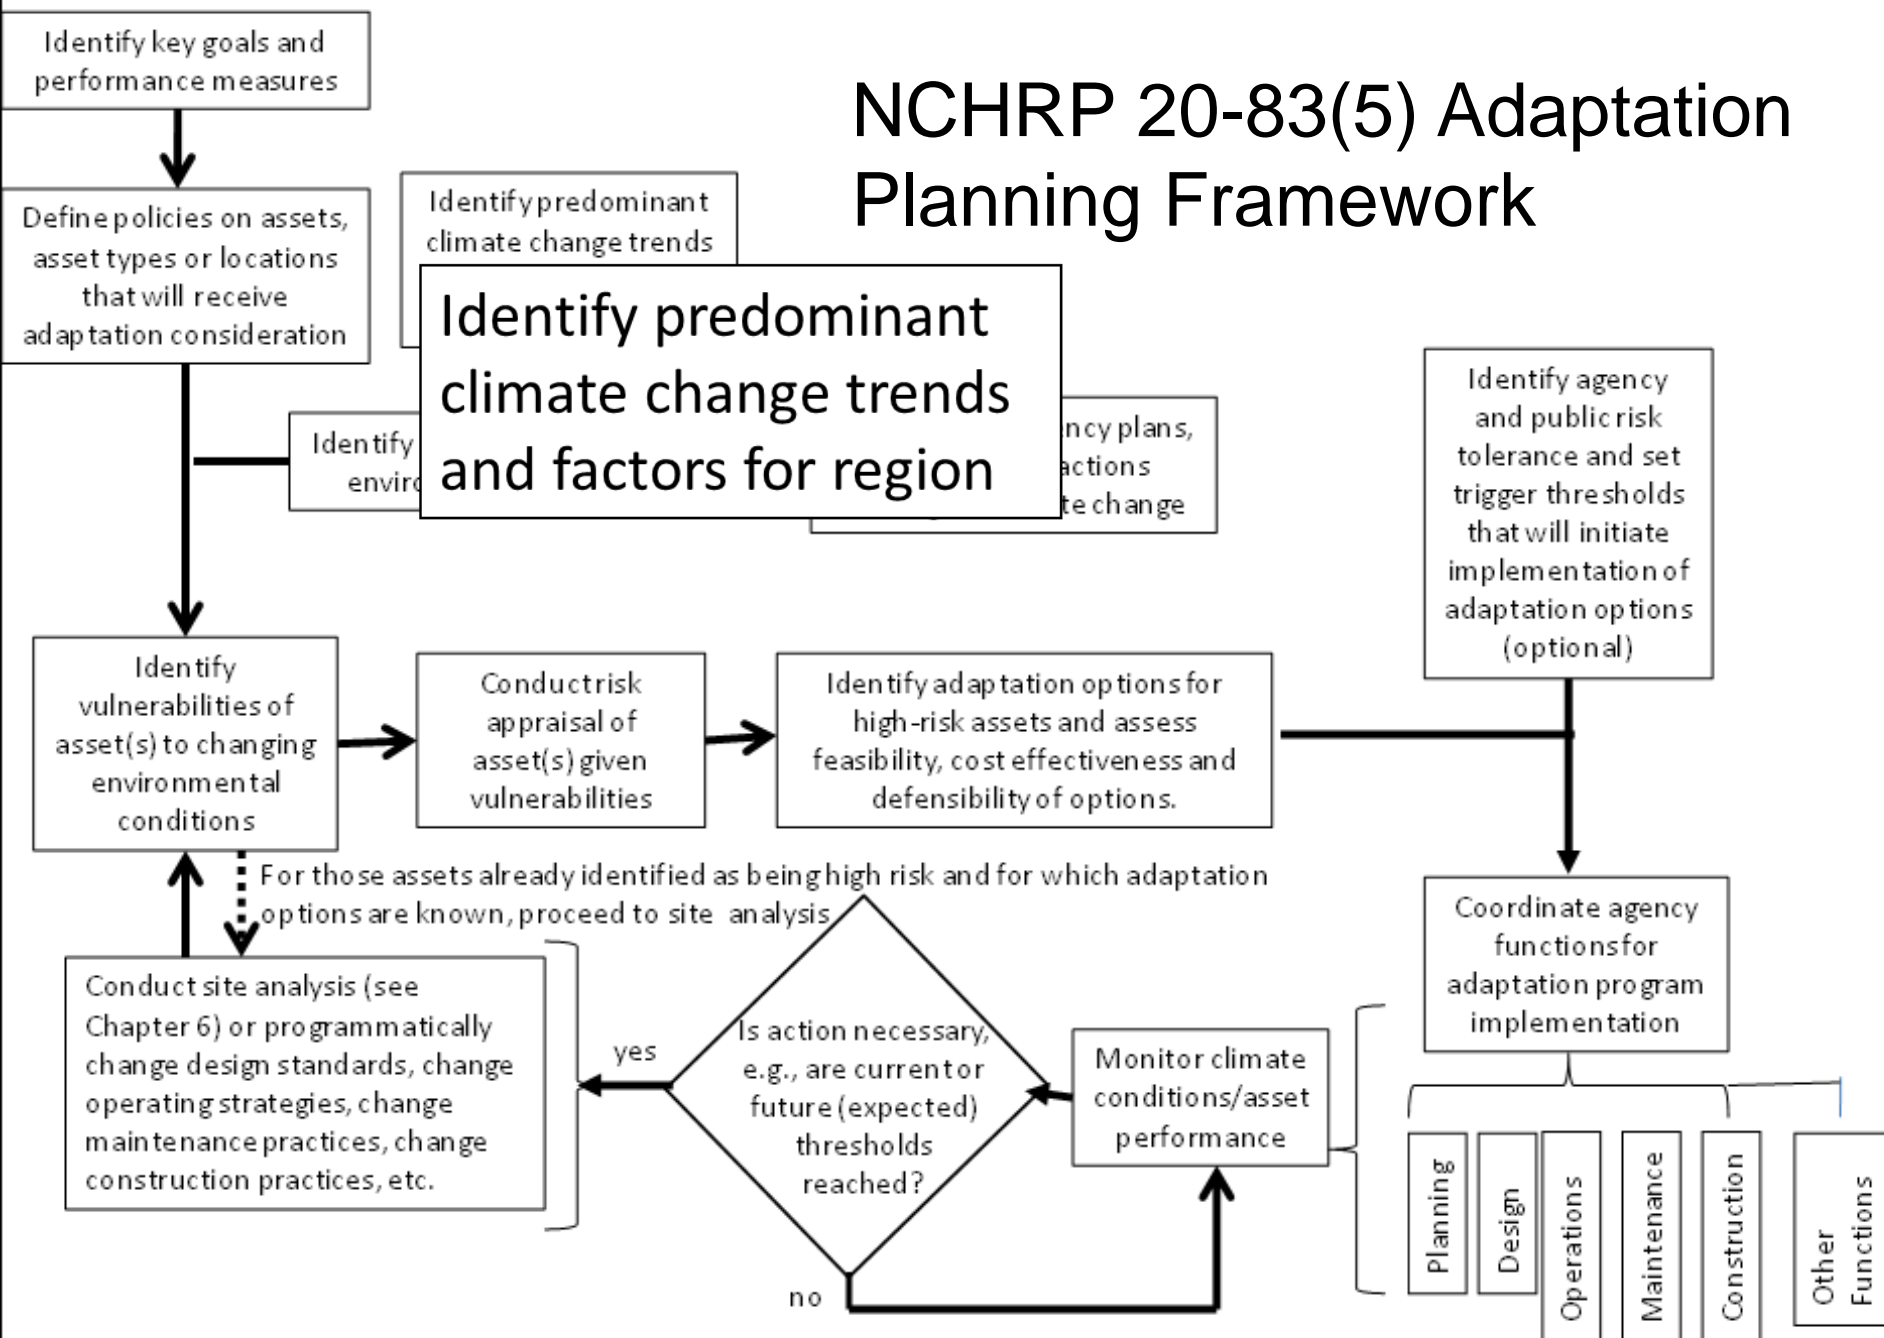 NCHRP 20-83(5) Adaptation
Planning Framework
Identify key goals and
performance measures
Define policies on assets,
asset types or locations
that will receive
adaptation consideration
Identify predominant
climate change trends
Identify predominant
climate change trends
and factors for region
Identify
plans,
actions
change
Identify agency
and public risk
tolerance and set
trigger thresholds
that will initiate
implementation of
adaptation options
(optional)
Identify
vulnerabilities of
asset(s) to changing
environmental
conditions
Conduct risk
appraisal of
asset(s) given
vulnerabilities
Identify adaptation options for
high-risk assets and assess
feasibility, cost effectiveness and
defensibility of options.
For those assets already identified as being high risk and for which adaptation
options are known, proceed to site analysis
Conduct site analysis (see
Chapter 6) or programmatically
change design standards, change
operating strategies, change
maintenance practices, change
construction practices, etc.
yes
Is action necessary,
e.g., are current or
future (expected)
thresholds
reached?
no
Monitor climate
conditions/asset
performance
Coordinate agency
functions for
adaptation program
implementation
Planning
Design
Operations
Maintenance
Construction
Other
Functions